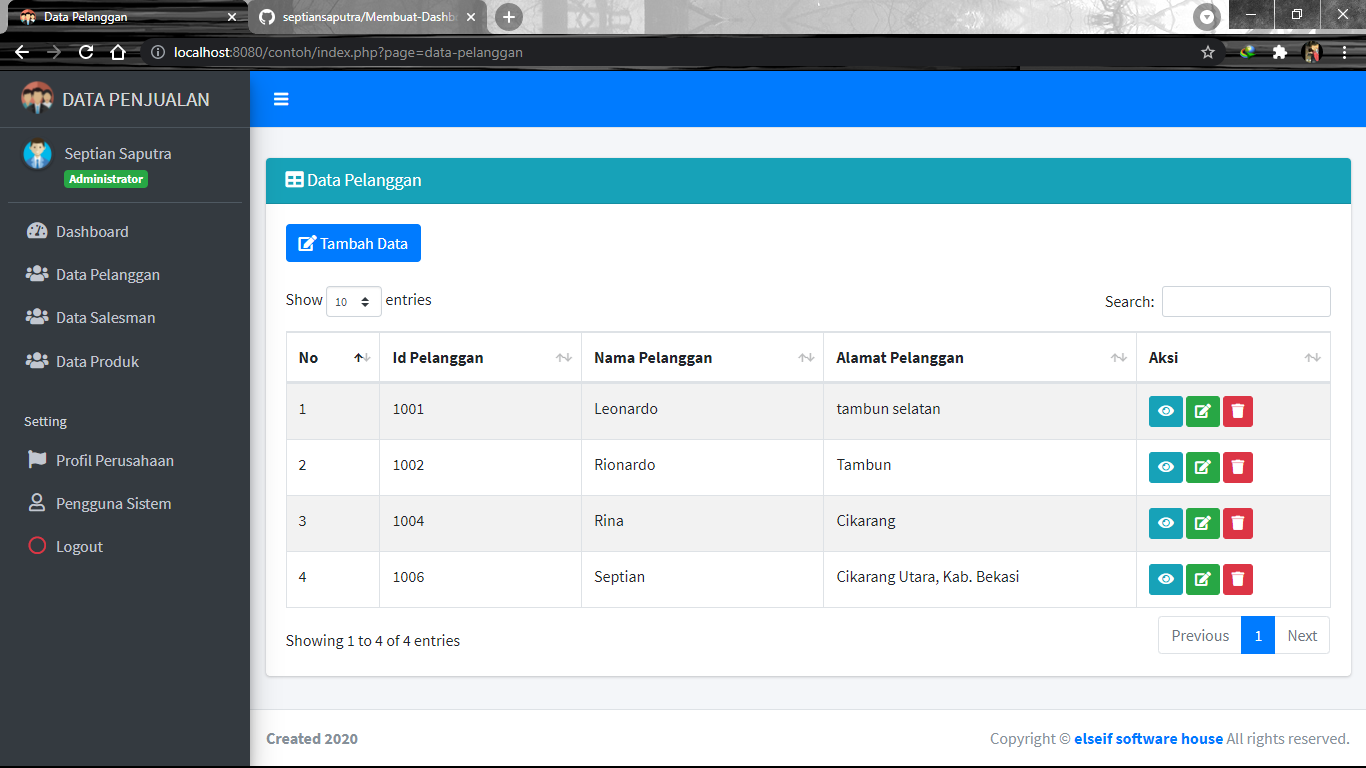 Data Pelanggan
septiansaputra/Membuat-Dashb
localhost:8080/contoh/index.php?page=data-pelanggan
DATA PENJUALAN
Septian Saputra
Administrator
Dashboard
Data Pelanggan
Data Salesman
Data Produk
Setting
Profil Perusahaan
Pengguna Sistem
Logout
Data Pelanggan
Tambah Data
Show 10 entries
Search:
No Id Pelanggan Nama Pelanggan Alamat Pelanggan Aksi
1 1001 Leonardo tambun selatan
2 1002 Rionardo Tambun
3 1004 Rina Cikarang
4 1006 Septian Cikarang Utara, Kab. Bekasi
Showing 1 to 4 of 4 entries
Previous 1 Next
Created 2020
Copyright © elseif software house All rights reserved.